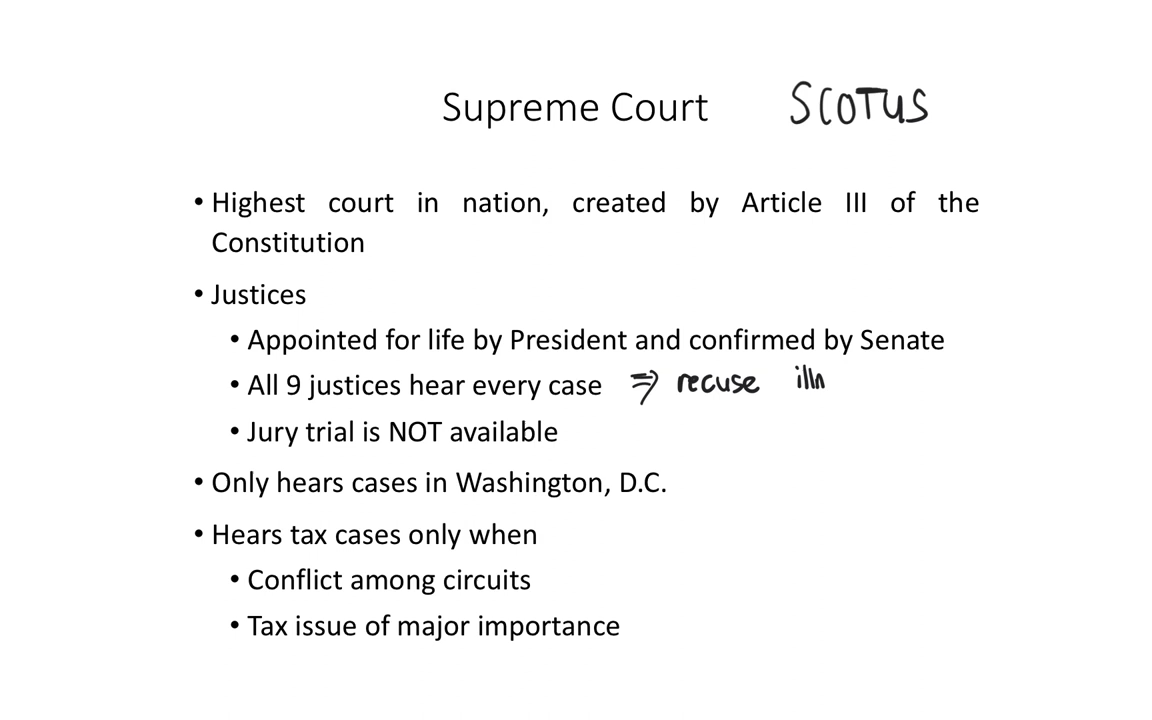 Supreme Court SCOTUS
• Highest court in nation, created by Article III of the
Constitution
• Justices
• Appointed for life by President and confirmed by Senate
• All 9 justices hear every case ⇒ recuse
• Jury trial is NOT available
• Only hears cases in Washington, D.C.
• Hears tax cases only when
• Conflict among circuits
• Tax issue of major importance